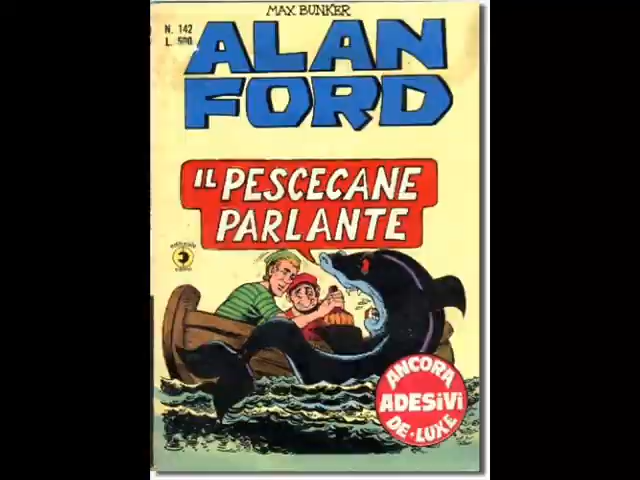 MAX BUNKER
N. 142
L. 500
ALAN
FORD
IL PESCECANE
PARLANTE
ANCORA
ADESIVI
DE-LUXE